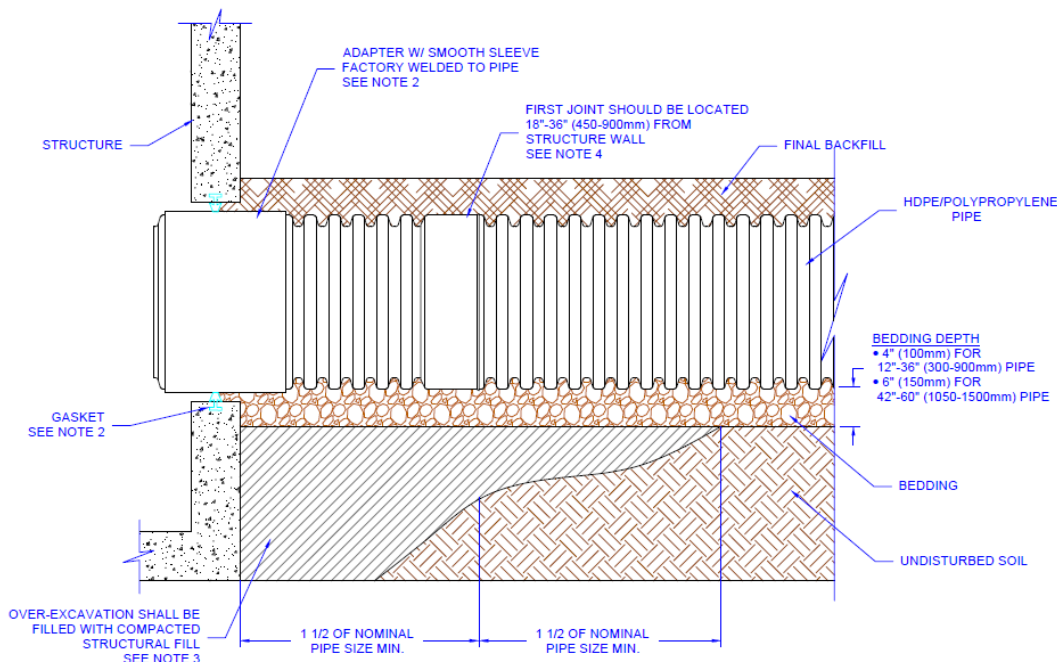 ADAPTER W/ SMOOTH SLEEVE
FACTORY WELDED TO PIPE
SEE NOTE 2
FIRST JOINT SHOULD BE LOCATED
18"-36" (450-900mm) FROM
STRUCTURE WALL
SEE NOTE 4
STRUCTURE
FINAL BACKFILL
HDPE/POLYPROPYLENE
PIPE
BEDDING DEPTH
• 4" (100mm) FOR
12"-36" (300-900mm) PIPE
• 6" (150mm) FOR
42"-60" (1050-1500mm) PIPE
GASKET
SEE NOTE 2
BEDDING
UNDISTURBED SOIL
OVER-EXCAVATION SHALL BE
FILLED WITH COMPACTED
STRUCTURAL FILL
SEE NOTE 3
1 1/2 OF NOMINAL
PIPE SIZE MIN.
1 1/2 OF NOMINAL
PIPE SIZE MIN.